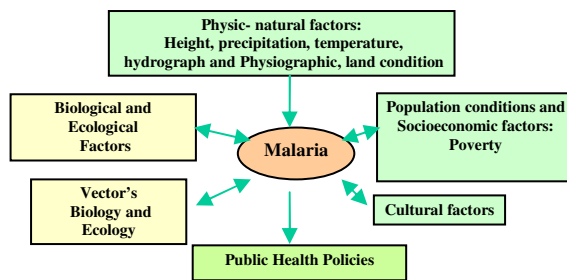 Physic- natural factors:
Height, precipitation, temperature,
hydrograph and Physiographic, land condition
Biological and
Ecological
Factors
Population conditions and
Socioeconomic factors:
Poverty
Malaria
Vector's
Biology and
Ecology
Cultural factors
Public Health Policies